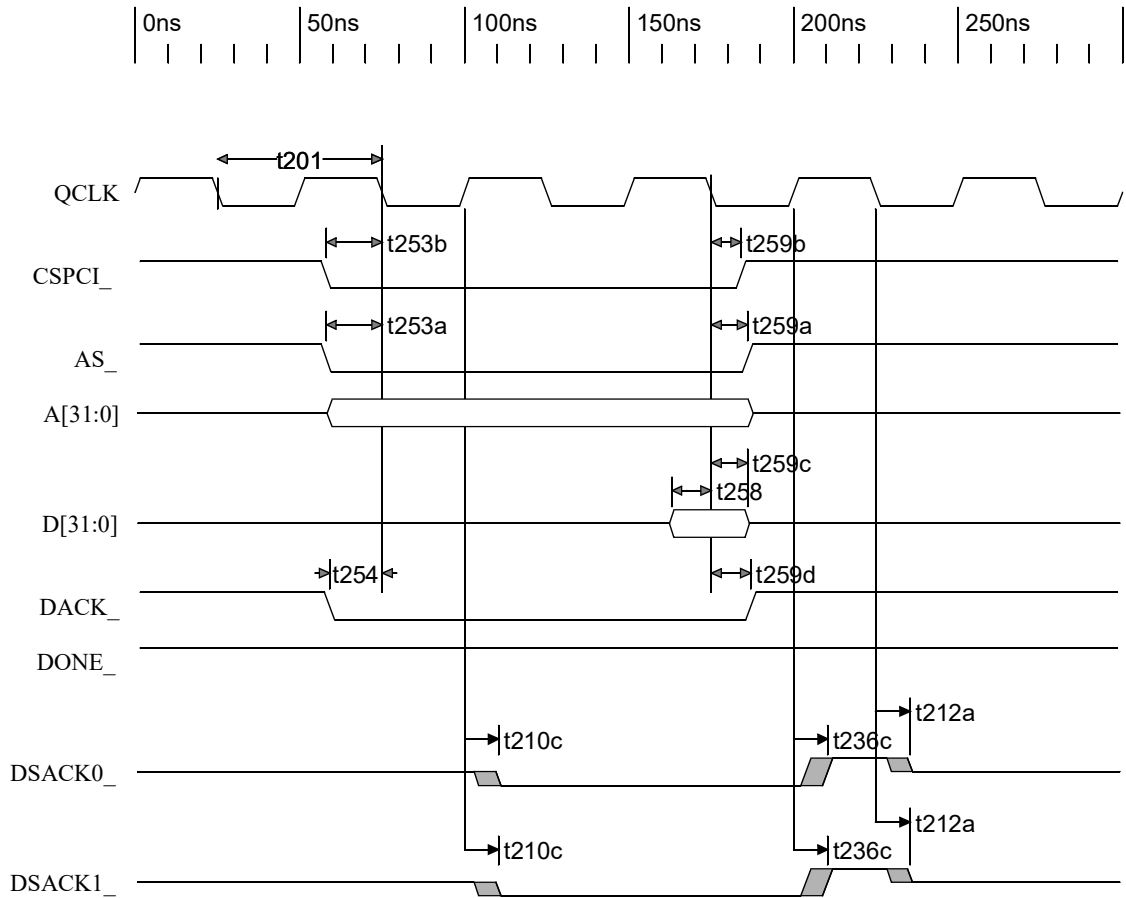 0ns 50ns 100ns 150ns 200ns 250ns
t201
QCLK
t253b t259b
CSPCI_
t253a t259a
AS_
A[31:0]
t259c
t258
D[31:0]
t254 t259d
DACK_
DONE_
t212a
t210c t236c
DSACK0_
t212a
t210c t236c
DSACK1_